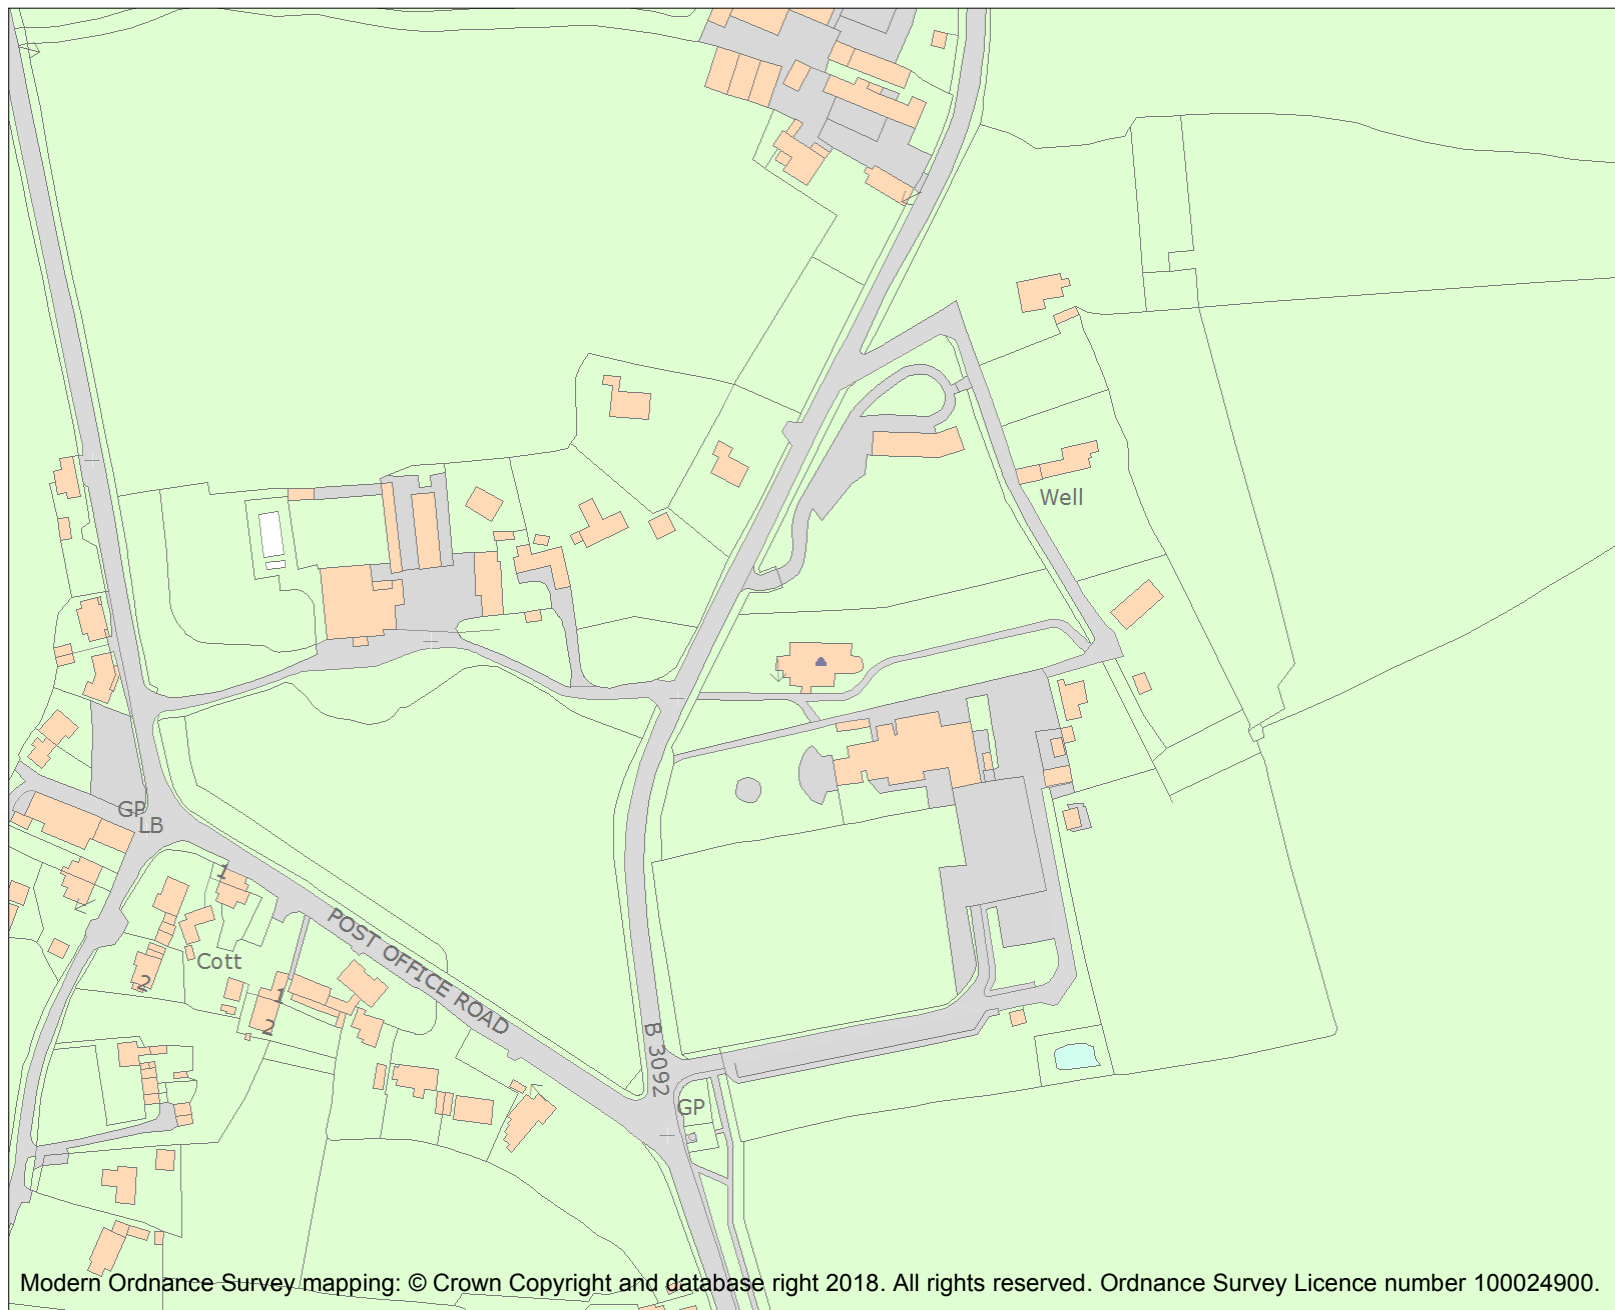 Well
GP
LB
1
POST OFFICE ROAD
Cott
2
1
2
B 3092
GP
Modern Ordnance Survey mapping: © Crown Copyright and database right 2018. All rights reserved. Ordnance Survey Licence number 100024900.